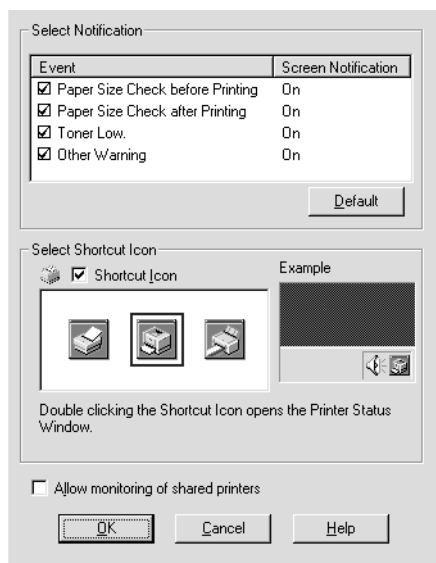 Select Notification
Event Screen Notification
Paper Size Check before Printing On
Paper Size Check after Printing On
Toner Low. On
Other Warning On
Default
Select Shortcut Icon
Shortcut Icon
Example
Double clicking the Shortcut Icon opens the Printer Status
Window.
Allow monitoring of shared printers
OK Cancel Help